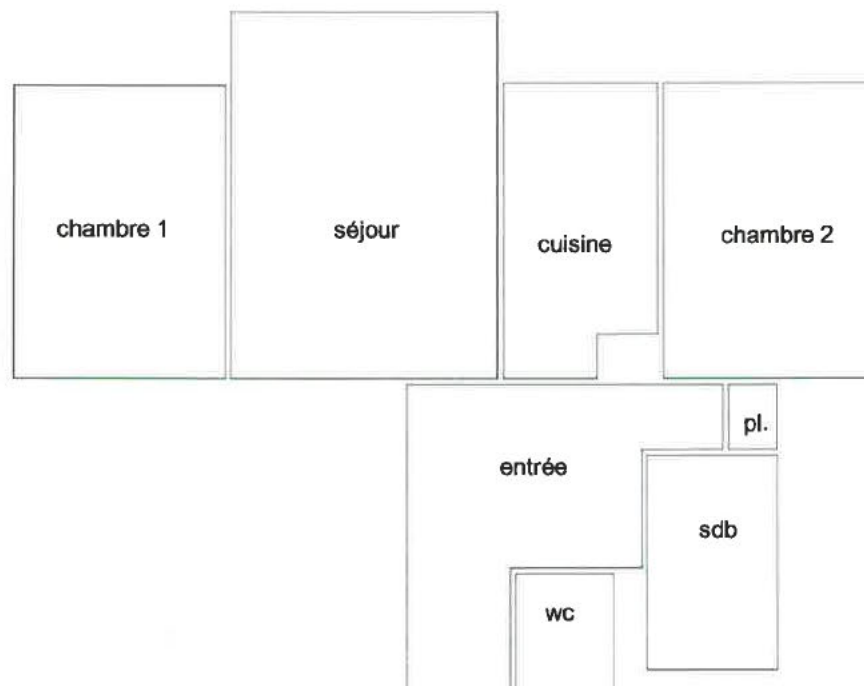 chambre 1
séjour
cuisine
chambre 2
entrée
pl.
sdb
wc